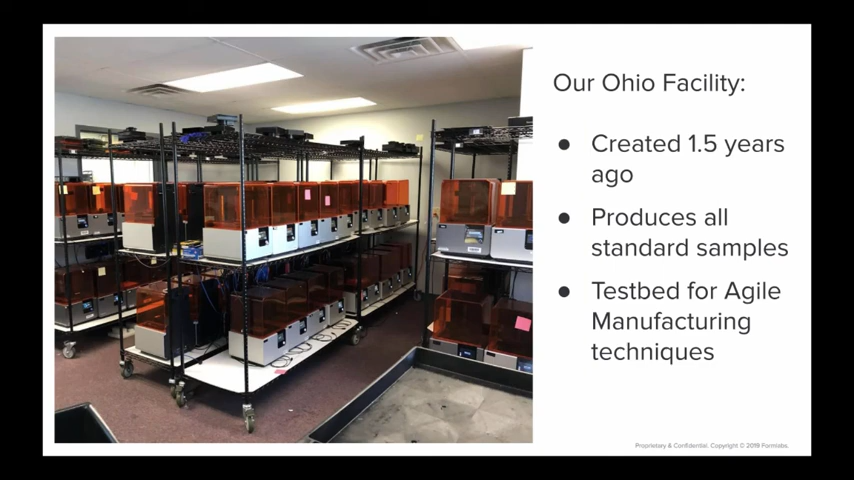 Our Ohio Facility:
● Created 1.5 years
ago
● Produces all
standard samples
● Testbed for Agile
Manufacturing
techniques
Proprietary & Confidential. Copyright © 2019 Formlabs.